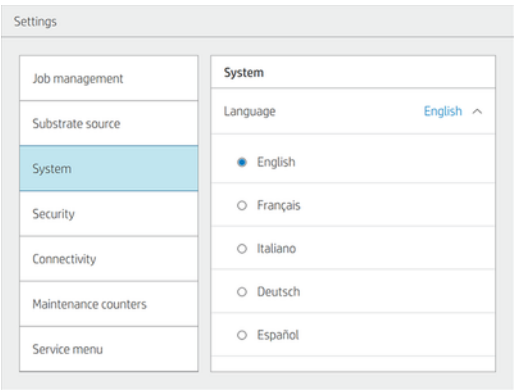 Settings
Job management
Substrate source
System
Security
Connectivity
Maintenance counters
Service menu
System
Language English
English
Français
Italiano
Deutsch
Español